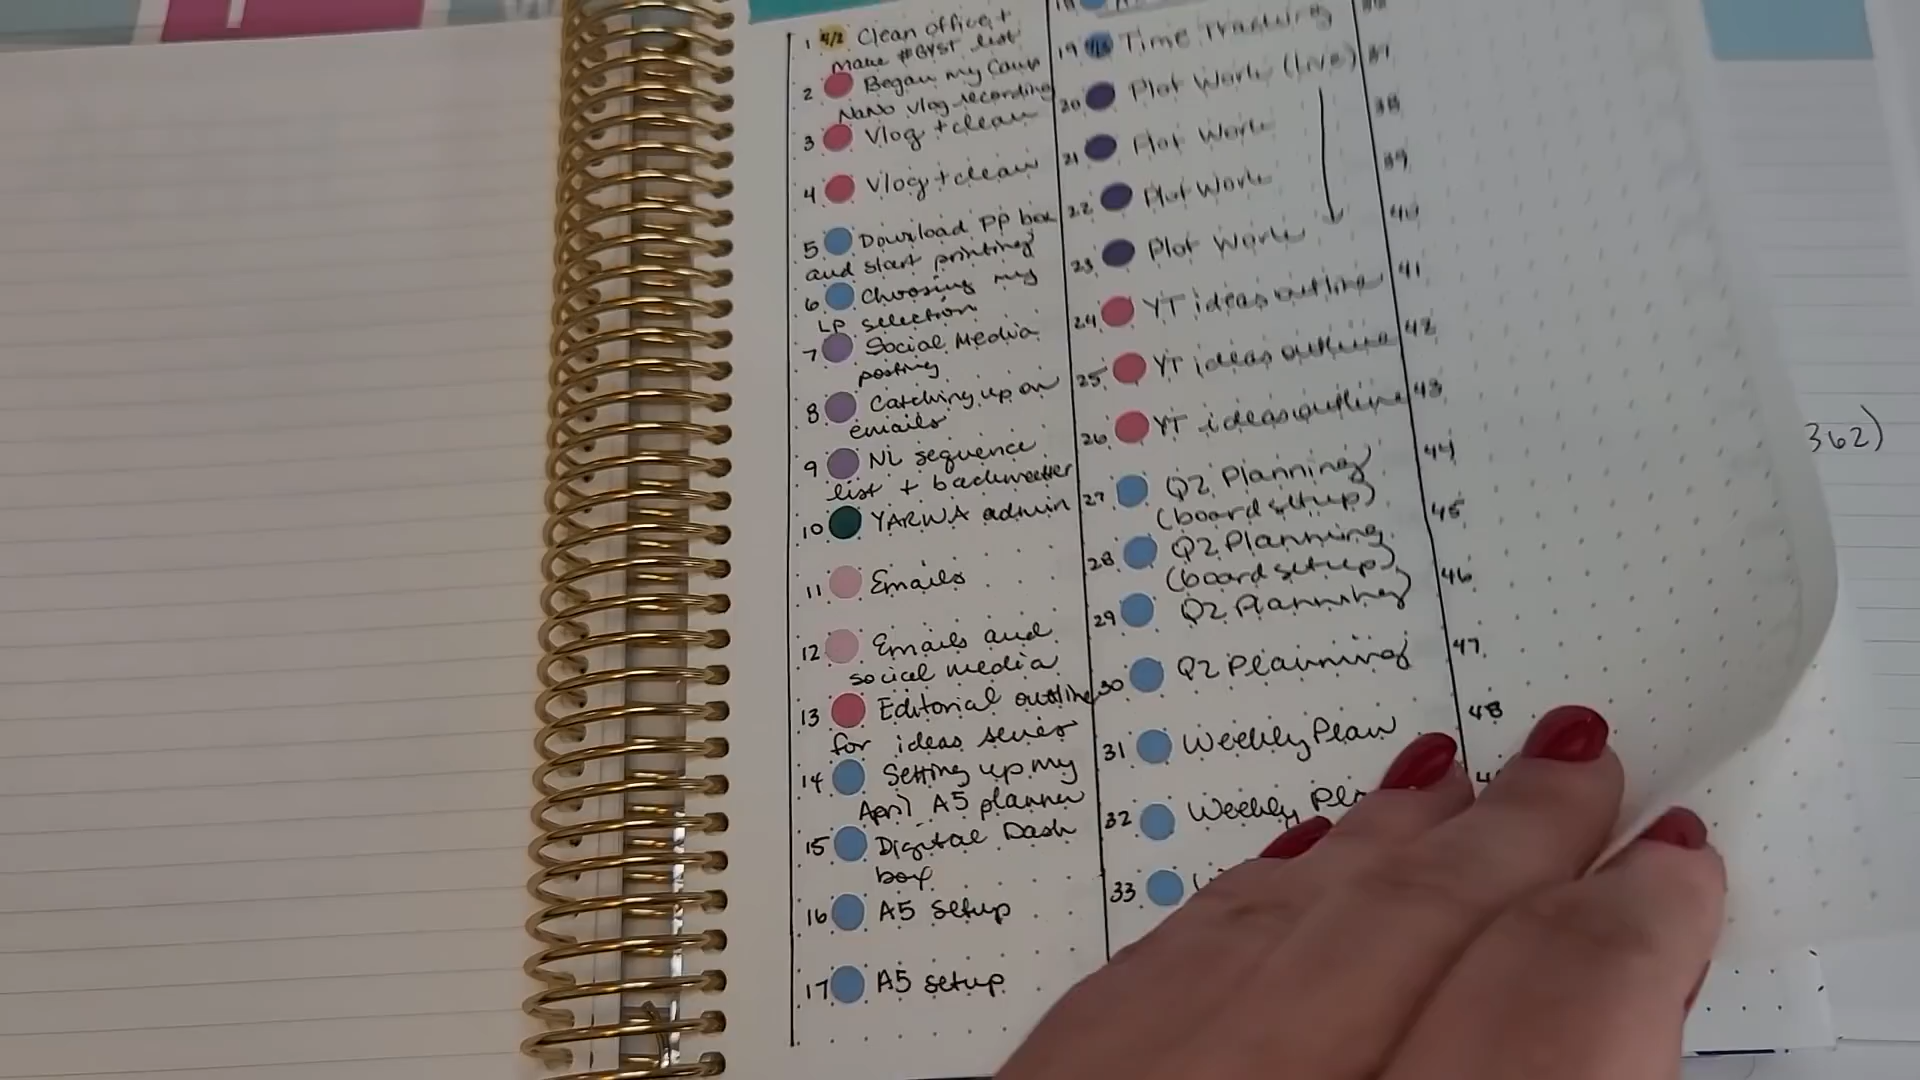 1 4/2 Clean office +
Make #GYST list
2 Began my Camp
NaNo Vlog recording
3 Vlog + clean
4 Vlog + clean
5 Download PP box
and start printing
6 Choosing my
LP selection
7 Social Media
posting
8 Catching up on
emails
9 NL sequence
list +
10 YARWA admin
11 Emails
12 Emails and
social media
13 Editorial outline
for ideas series
14 Setting up my
April A5 planner
15 Digital Dash
box
16 A5 setup
17 A5 setup
19 Time Tracking
20 Plot Work (live)
21 Plot Work
22 Plot Work
23 Plot Work
24 YT ideas outline
25 YT ideas outline
26 YT ideas outline
27 Q2 Planning
(board setup)
28 Q2 Planning
(board setup)
29 Q2 Planning
30 Q2 Planning
31 Weekly Plan
32 Weekly Pla
33
37
38
39
40
41
42
43
44
45
46
47
48
362)